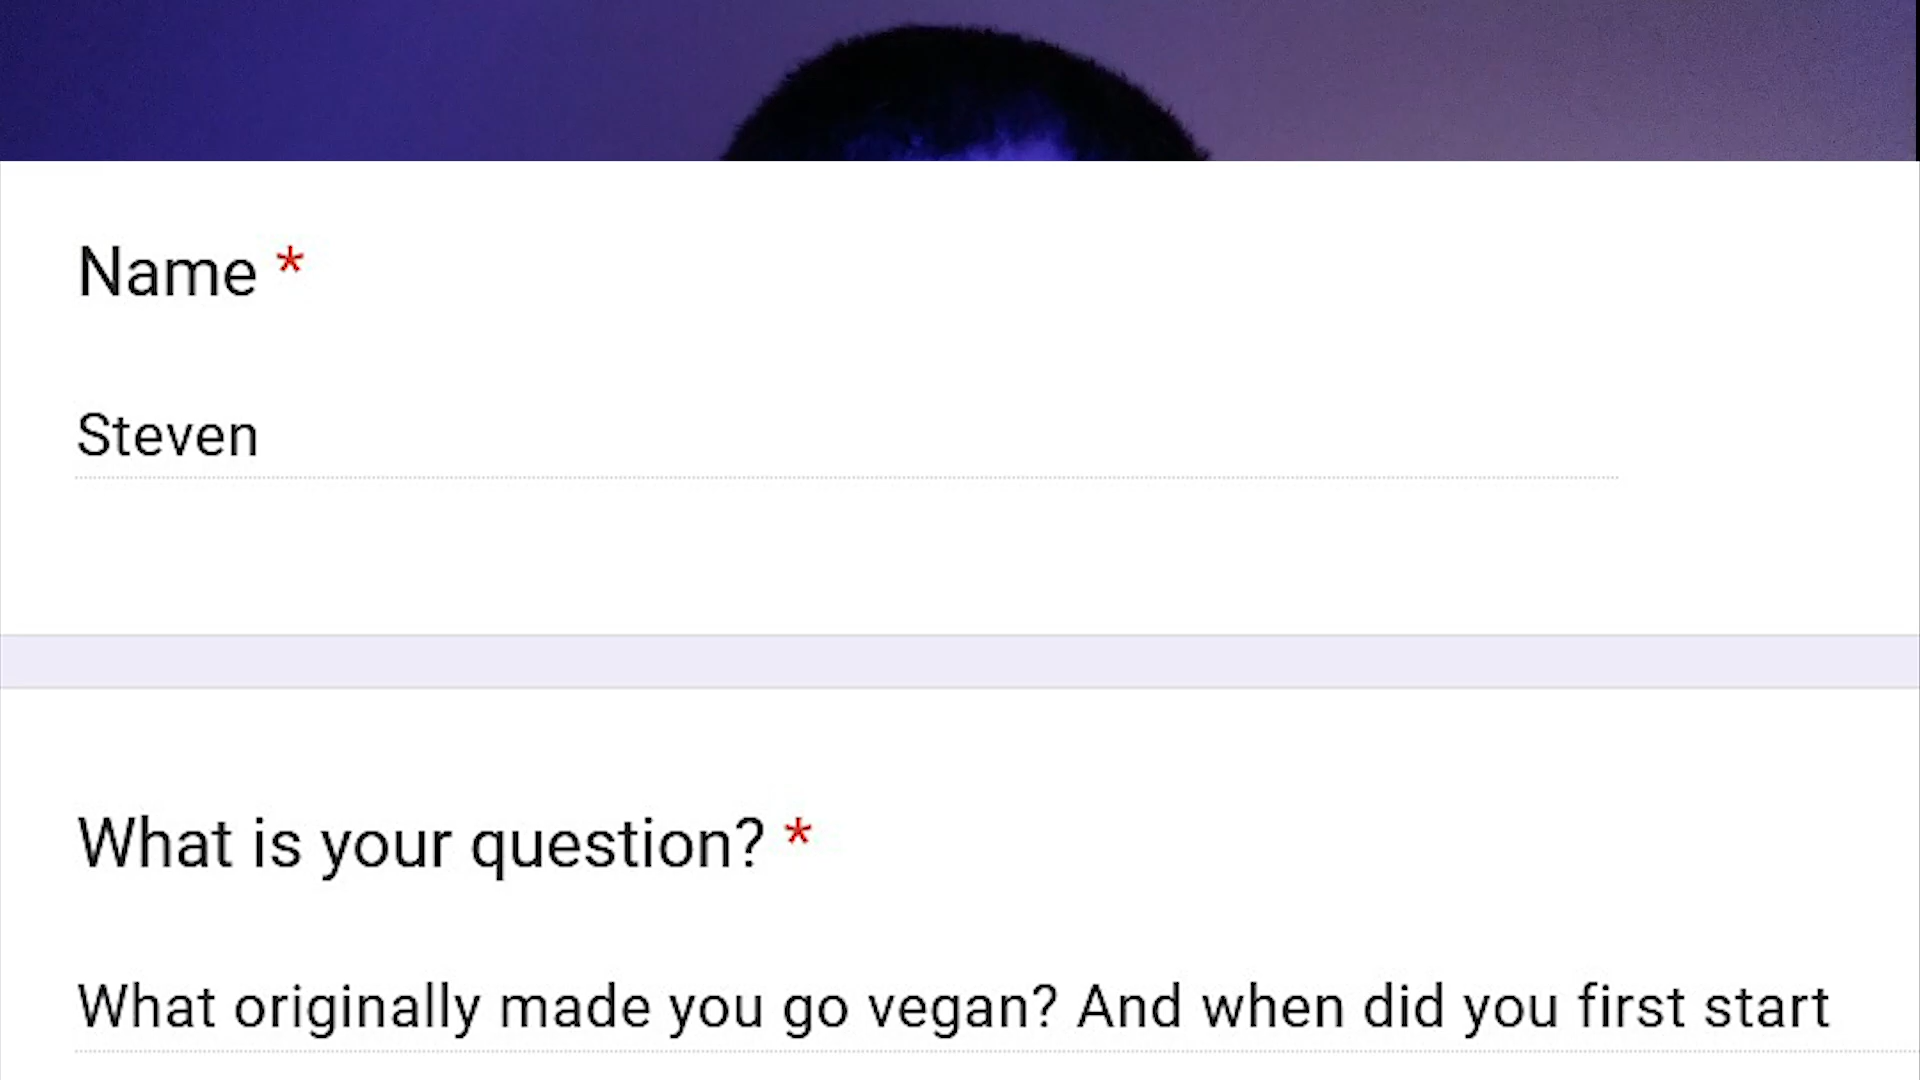 Name *
Steven
What is your question? *
What originally made you go vegan? And when did you first start